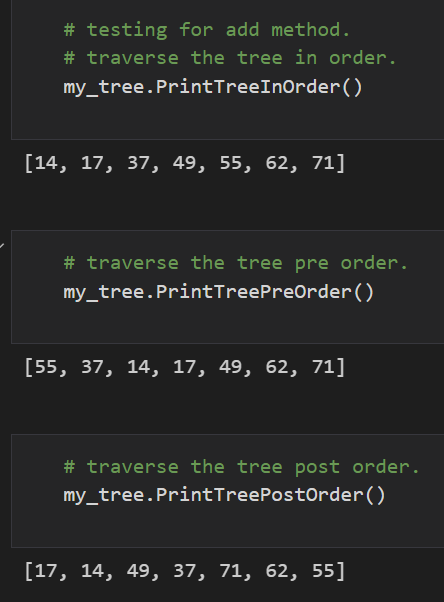 # testing for add method.
# traverse the tree in order.
my_tree.PrintTreeInOrder()
[14, 17, 37, 49, 55, 62, 71]
# traverse the tree pre order.
my_tree.PrintTreePreOrder()
[55, 37, 14, 17, 49, 62, 71]
# traverse the tree post order.
my_tree.PrintTreePostOrder()
[17, 14, 49, 37, 71, 62, 55]